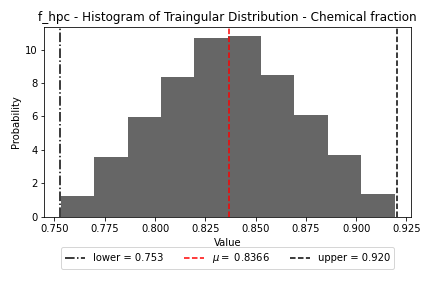 f_hpc - Histogram of Traingular Distribution - Chemical fraction
Probability
10
8
6
4
2
0
0.750 0.775 0.800 0.825 0.850 0.875 0.900 0.925
Value
lower = 0.753 μ = 0.8366 upper = 0.920